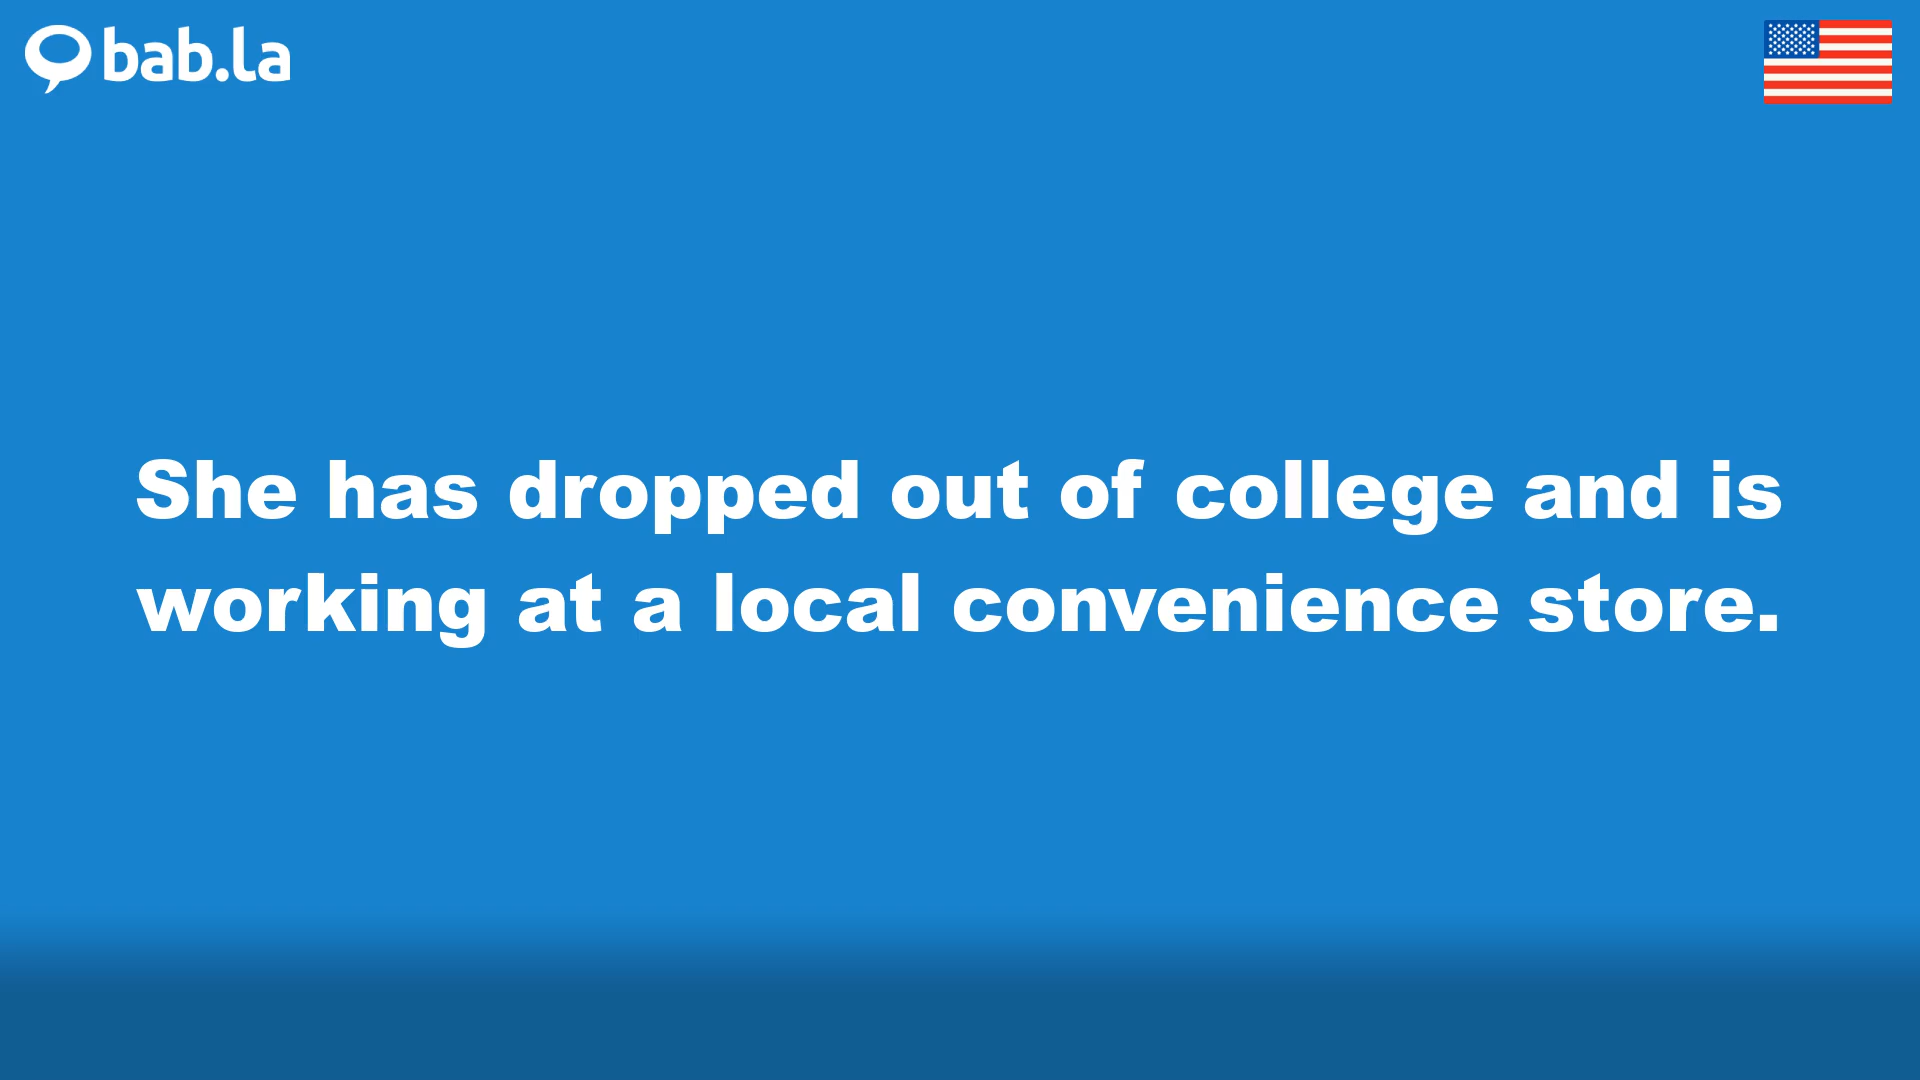 bab.la
She has dropped out of college and is
working at a local convenience store.